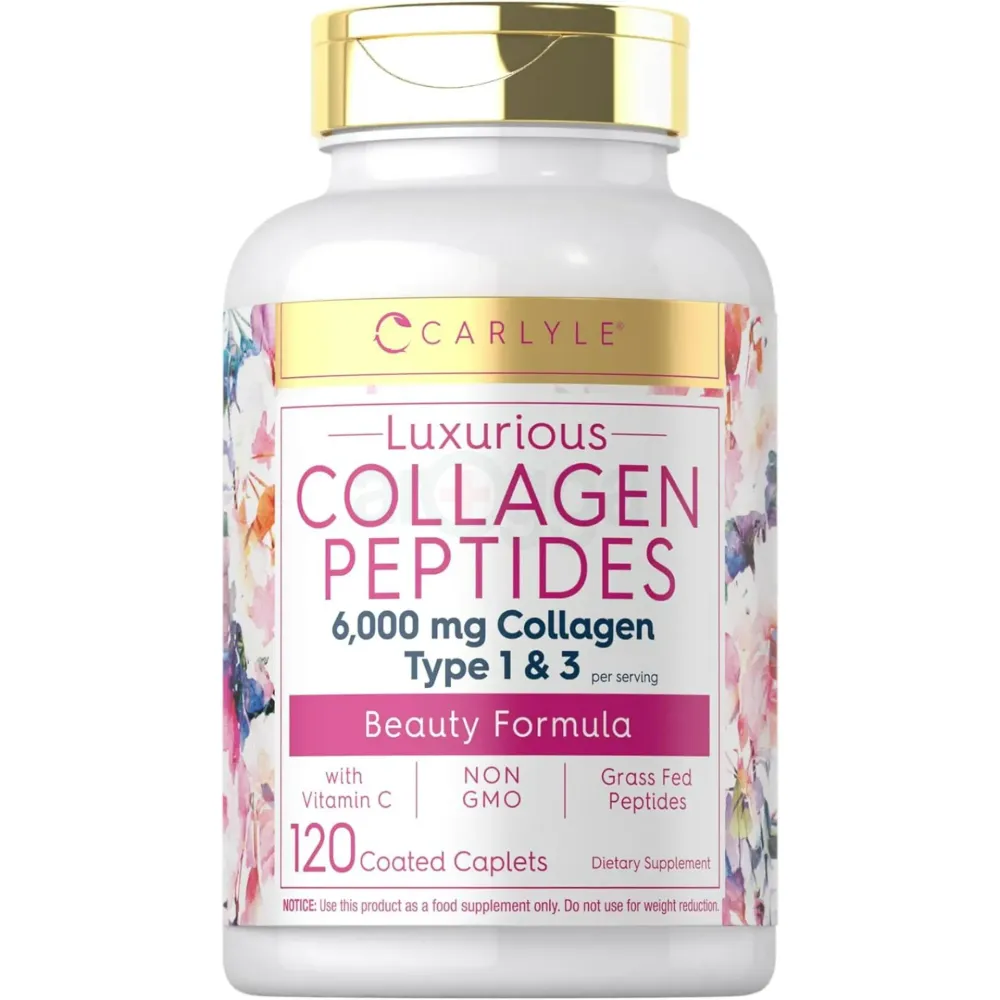 CARLYLE®
Luxurious
COLLAGEN
PEPTIDES
6,000 mg Collagen
Type 1 & 3 per serving
Beauty Formula
with
Vitamin C
NON
GMO
Grass Fed
Peptides
120 Coated Caplets
Dietary Supplement
NOTICE: Use this product as a food supplement only. Do not use for weight reduction.